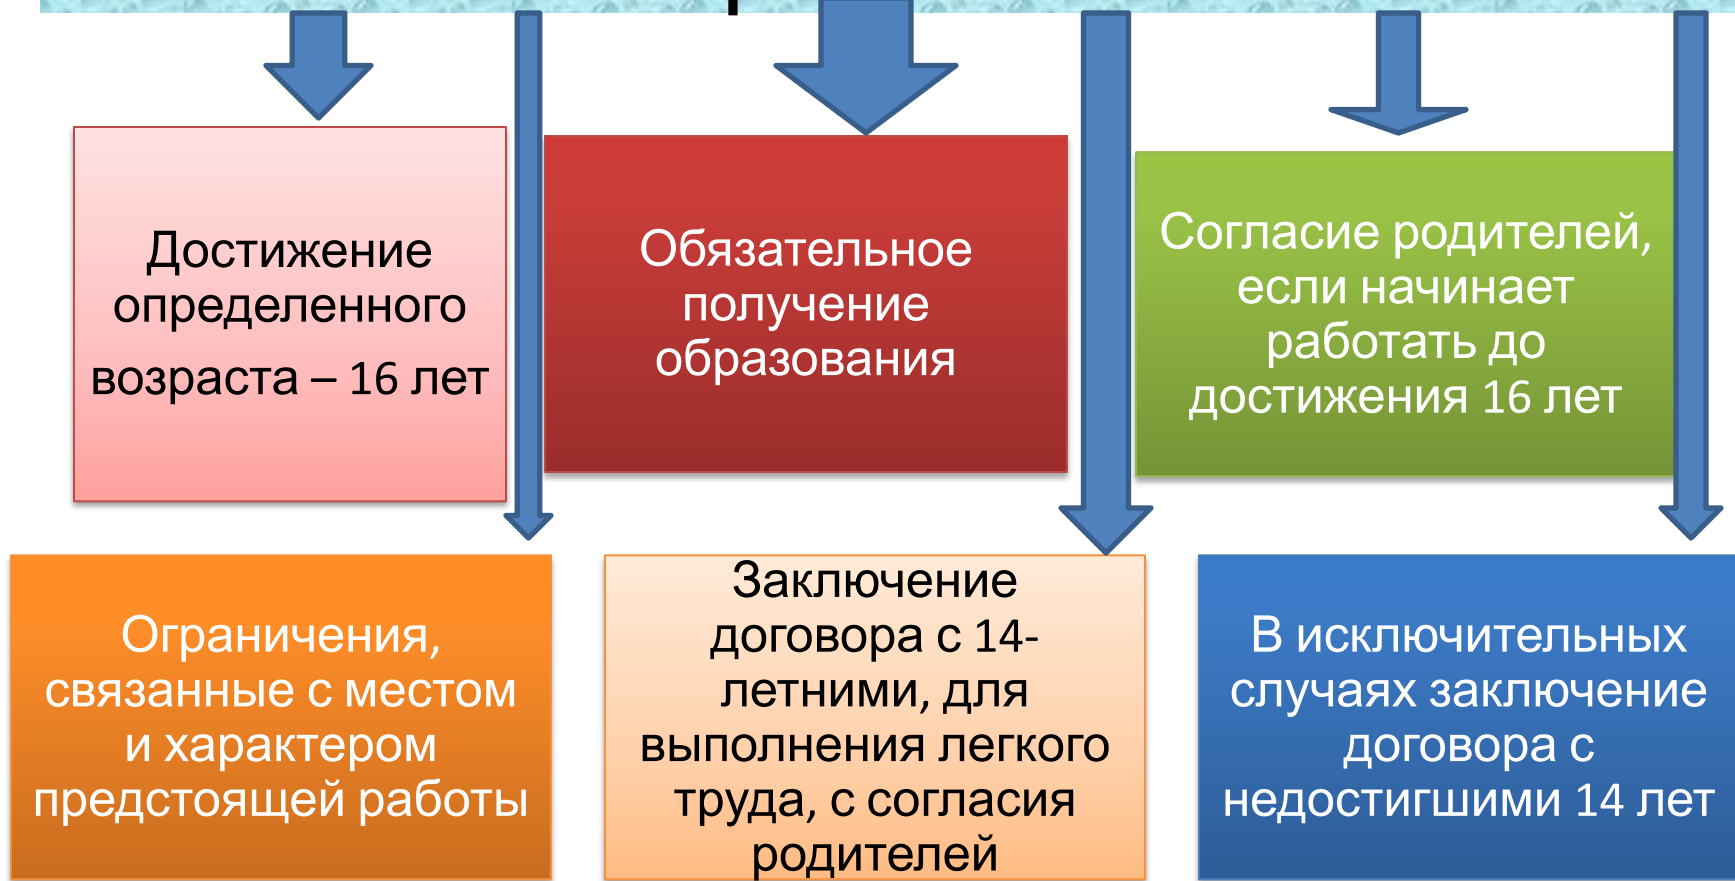 Достижение
определенного
возраста – 16 лет
Обязательное
получение
образования
Согласие родителей,
если начинает
работать до
достижения 16 лет
Ограничения,
связанные с местом
и характером
предстоящей работы
Заключение
договора с 14-
летними, для
выполнения легкого
труда, с согласия
родителей
В исключительных
случаях заключение
договора с
недостигшими 14 лет